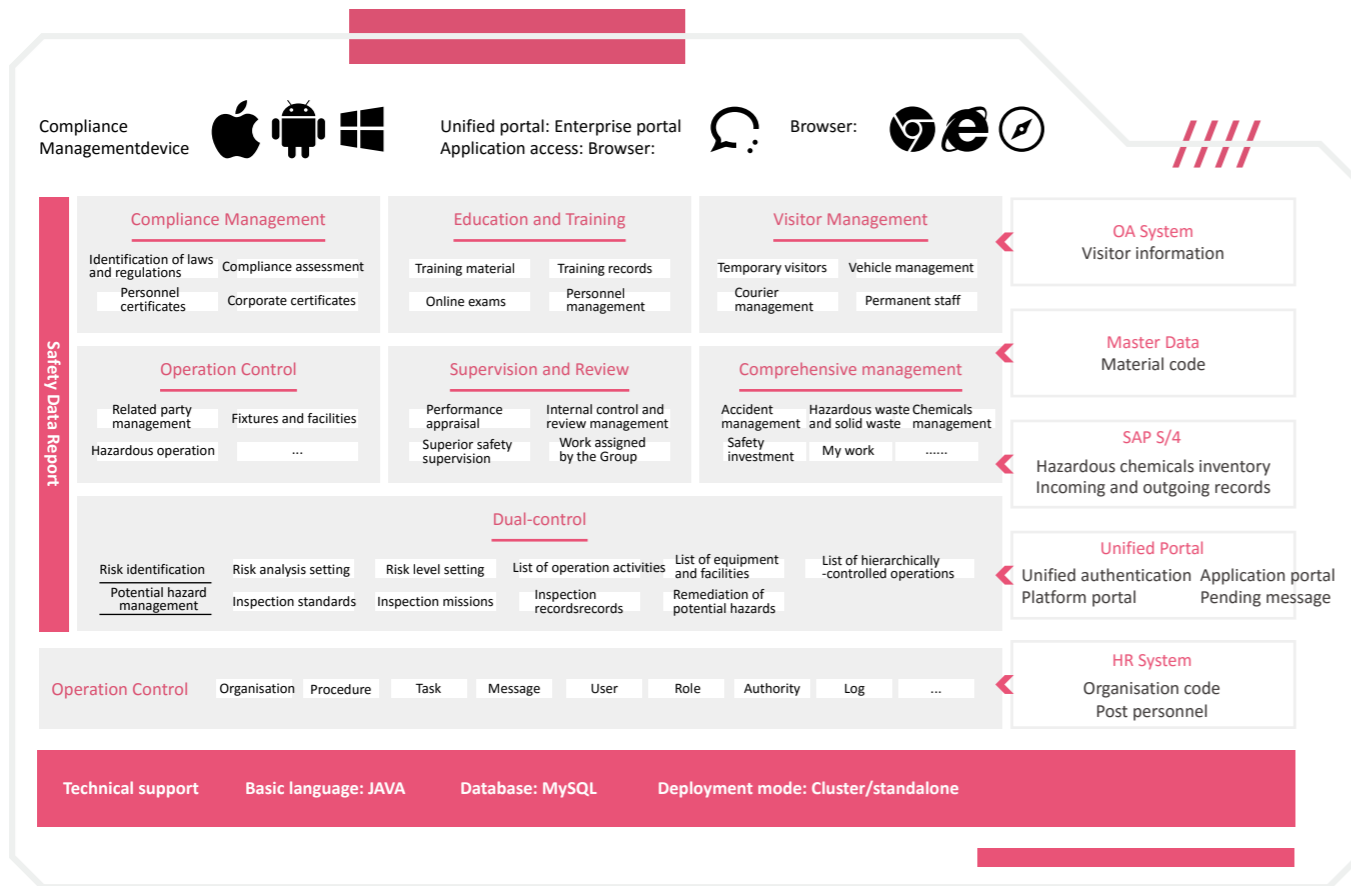 Compliance
Managementdevice
Unified portal: Enterprise portal
Application access: Browser:
Browser:
Safety Data Report
Compliance Management
Identification of laws
and regulations
Compliance assessment
Personnel
certificates
Corporate certificates
Education and Training
Training material
Training records
Online exams
Personnel
management
Visitor Management
Temporary visitors
Vehicle management
Courier
management
Permanent staff
OA System
Visitor information
Operation Control
Related party
management
Fixtures and facilities
Hazardous operation
...
Supervision and Review
Performance
appraisal
Internal control and
review management
Superior safety
supervision
Work assigned
by the Group
Comprehensive management
Accident
management
Hazardous waste
and solid waste
Chemicals
management
Safety
investment
My work
......
Master Data
Material code
SAP S/4
Hazardous chemicals inventory
Incoming and outgoing records
Dual-control
Risk identification
Risk analysis setting
Risk level setting
List of operation activities
List of equipment
and facilities
List of hierarchically
-controlled operations
Potential hazard
management
Inspection standards
Inspection missions
Inspection
recordsrecords
Remediation of
potential hazards
Unified Portal
Unified authentication
Application portal
Platform portal
Pending message
Operation Control
Organisation
Procedure
Task
Message
User
Role
Authority
Log
...
HR System
Organisation code
Post personnel
Technical support
Basic language: JAVA
Database: MySQL
Deployment mode: Cluster/standalone